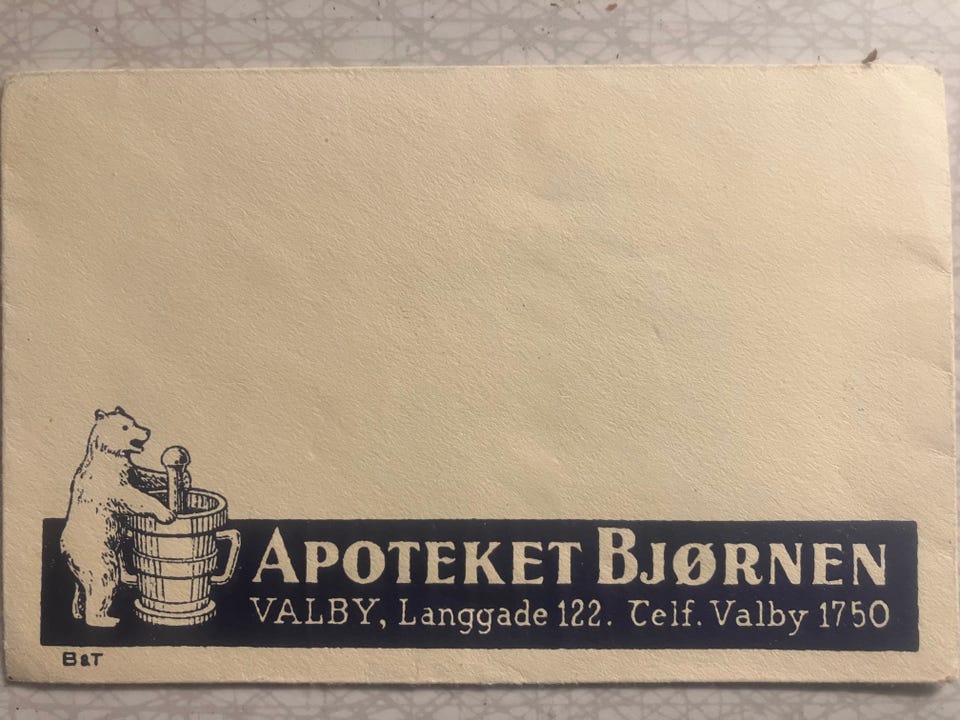 APOTEKET BJØRNEN
VALBY, Langgade 122. Telf. Valby 1750
B&T